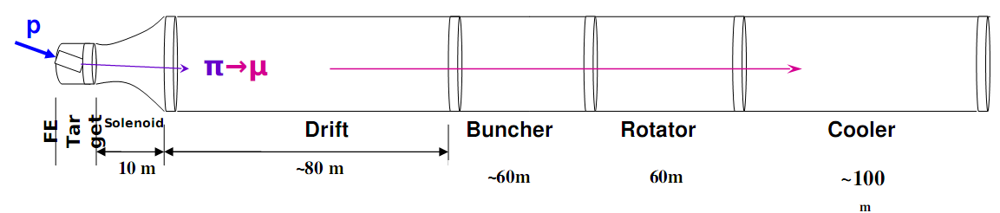 p
π→μ
FE
Tar
get
Solenoid
Drift
Buncher
Rotator
Cooler
10 m
~80 m
~60m
60m
~100
m